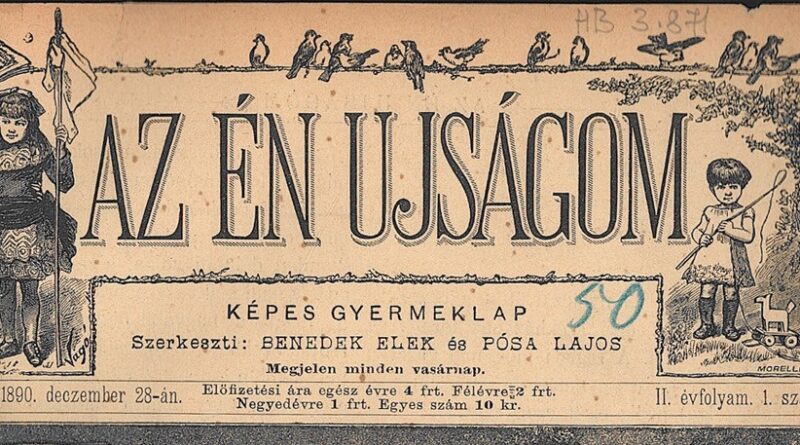 HB 3.871
AZ ÉN UJSÁGOM
KÉPES GYERMEKLAP
50
Szerkeszti: BENEDEK ELEK és PÓSA LAJOS
Megjelen minden vasárnap.
1890. deczember 28-án.
Előfizetési ára egész évre 4 frt. Félévre 2 frt.
Negyedévre 1 frt. Egyes szám 10 kr.
II. évfolyam. 1. sz
MORELLI